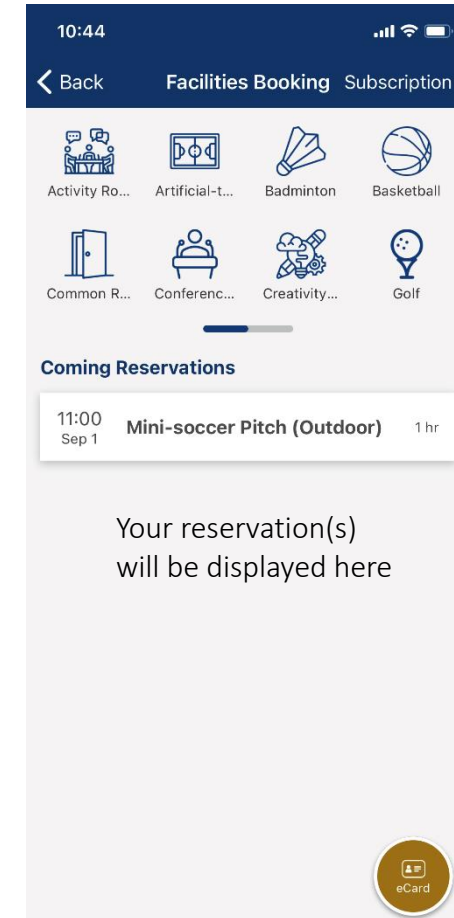 10:44
Back Facilities Booking Subscription
Activity Ro... Artificial-t... Badminton Basketball
Common R... Conferenc... Creativity... Golf
Coming Reservations
11:00 Mini-soccer Pitch (Outdoor) 1 hr
Sep 1
Your reservation(s)
will be displayed here
eCard